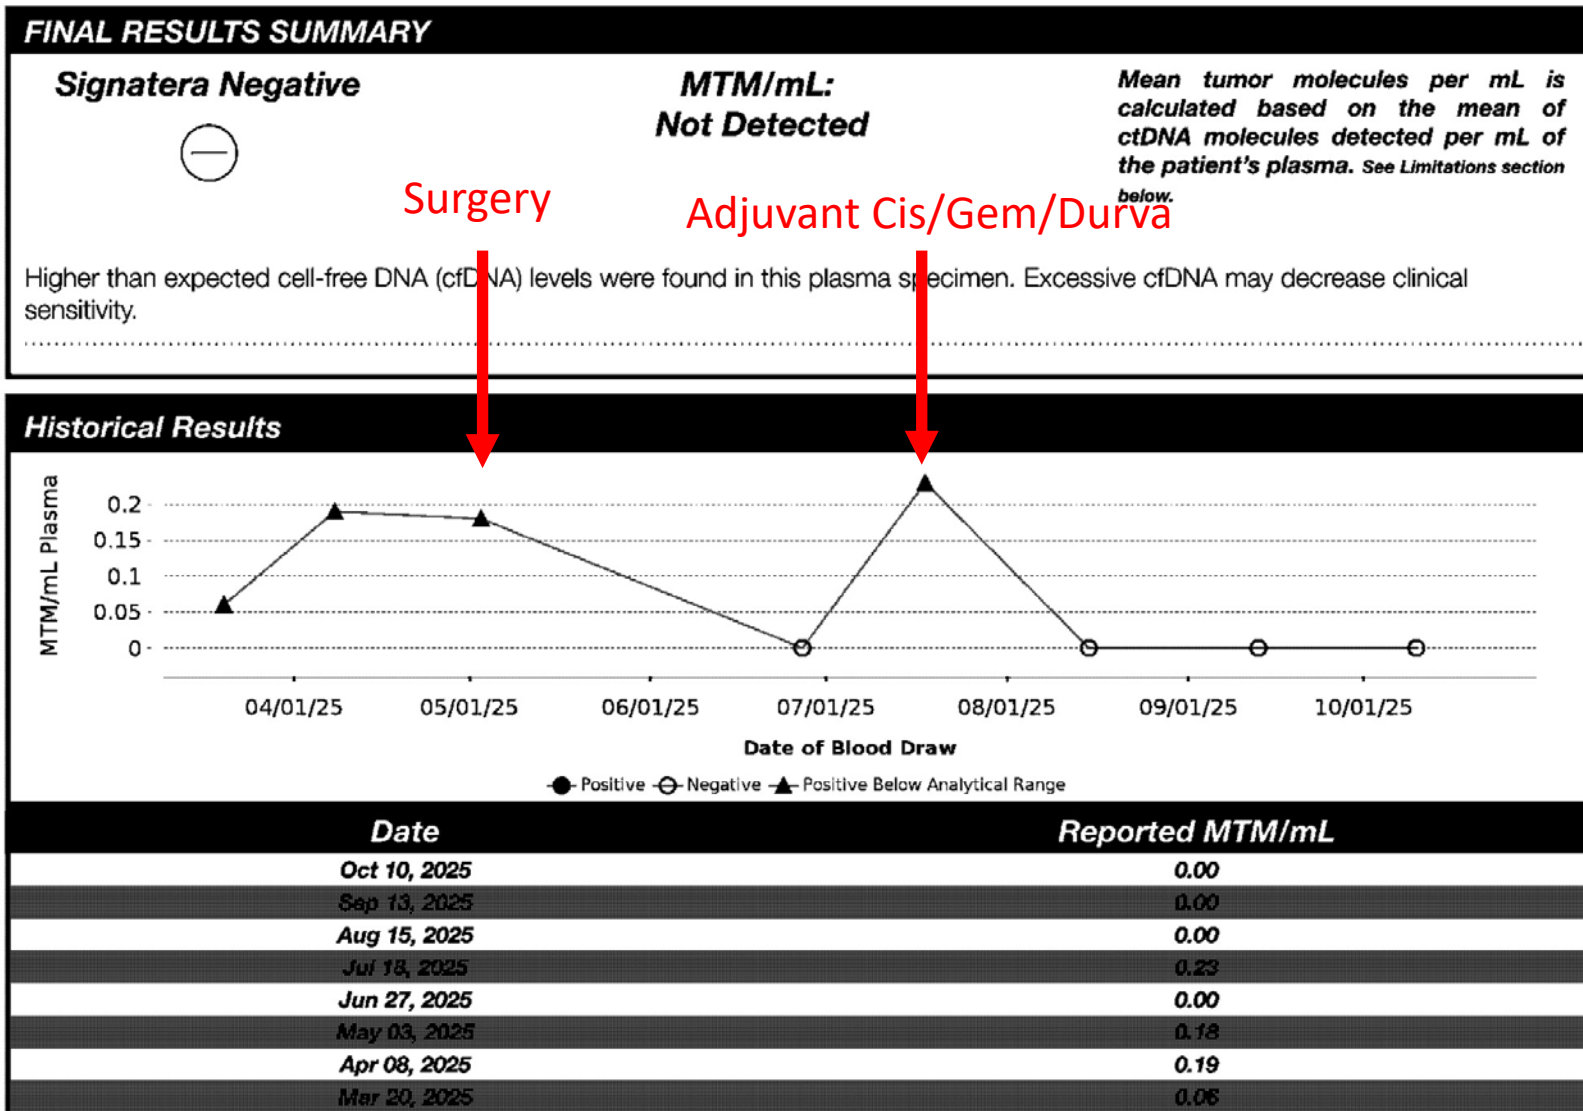 FINAL RESULTS SUMMARY
Signatera Negative
MTM/mL:
Not Detected
Mean tumor molecules per mL is
calculated based on the mean of
ctDNA molecules detected per mL of
the patient's plasma. See Limitations section
below.
Surgery
Adjuvant Cis/Gem/Durva
Higher than expected cell-free DNA (cfDNA) levels were found in this plasma specimen. Excessive cfDNA may decrease clinical
sensitivity.
Historical Results
MTM/mL Plasma
0.2
0.15
0.1
0.05
0
04/01/25 05/01/25 06/01/25 07/01/25 08/01/25 09/01/25 10/01/25
Date of Blood Draw
Positive Negative Positive Below Analytical Range
Date Reported MTM/mL
Oct 10, 2025 0.00
Sep 13, 2025 0.00
Aug 15, 2025 0.00
Jul 18, 2025 0.23
Jun 27, 2025 0.00
May 03, 2025 0.18
Apr 08, 2025 0.19
Mar 20, 2025 0.06